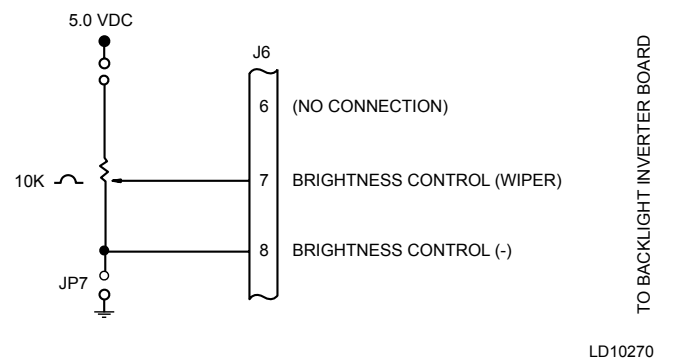 5.0 VDC
J6
6 (NO CONNECTION)
10K
7 BRIGHTNESS CONTROL (WIPER)
8 BRIGHTNESS CONTROL (-)
JP7
TO BACKLIGHT INVERTER BOARD
LD10270